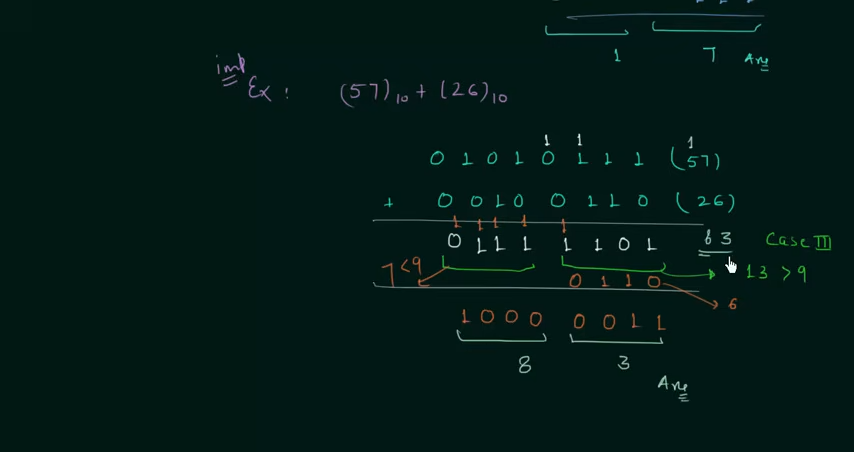 1 7 Ans
imp
Ex : (57)10 + (26)10
1 1 1
0 1 0 1 0 1 1 1 (57)
+ 0 0 1 0 0 1 1 0 (26)
1 1 1 1 1
0 1 1 1 1 1 0 1 63 Case III
7 < 9 13 > 9
0 1 1 0 6
1 0 0 0 0 0 1 1
8 3
Ans